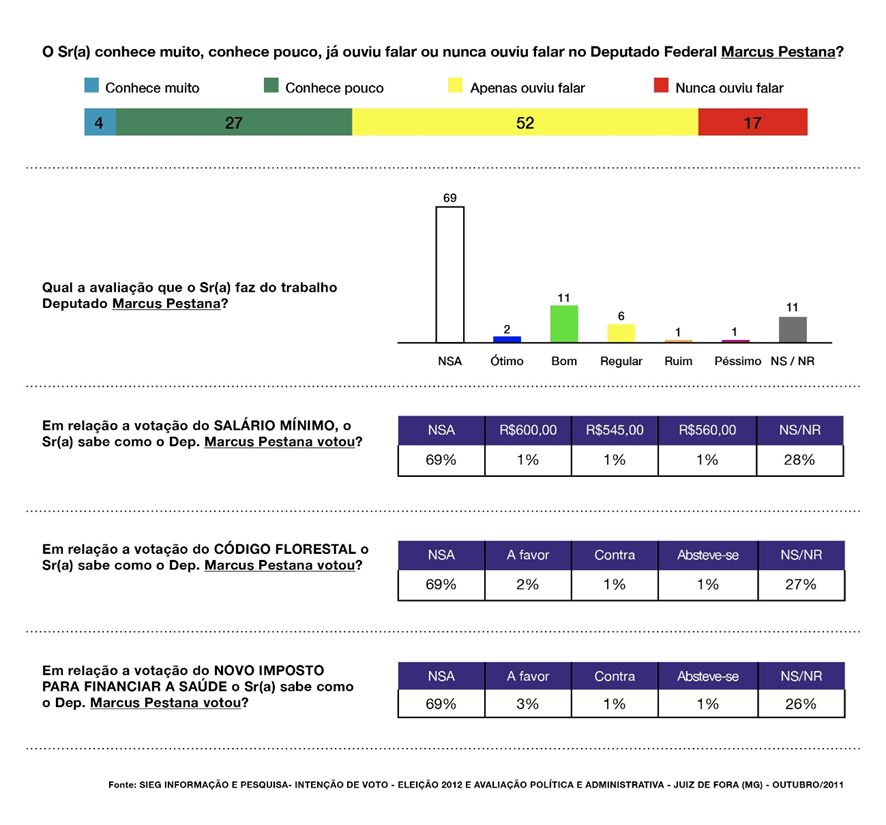 O Sr(a) conhece muito, conhece pouco, já ouviu falar ou nunca ouviu falar no Deputado Federal Marcus Pestana?
Conhece muito Conhece pouco Apenas ouviu falar Nunca ouviu falar
4 27 52 17
Qual a avaliação que o Sr(a) faz do trabalho
Deputado Marcus Pestana?
69 2 11 6 1 1 11
NSA Ótimo Bom Regular Ruim Péssimo NS / NR
Em relação a votação do SALÁRIO MÍNIMO, o
Sr(a) sabe como o Dep. Marcus Pestana votou?
NSA R$600,00 R$545,00 R$560,00 NS/NR
69% 1% 1% 1% 28%
Em relação a votação do CÓDIGO FLORESTAL o
Sr(a) sabe como o Dep. Marcus Pestana votou?
NSA A favor Contra Absteve-se NS/NR
69% 2% 1% 1% 27%
Em relação a votação do NOVO IMPOSTO
PARA FINANCIAR A SAÚDE o Sr(a) sabe como
o Dep. Marcus Pestana votou?
NSA A favor Contra Absteve-se NS/NR
69% 3% 1% 1% 26%
Fonte: SIEG INFORMAÇÃO E PESQUISA- INTENÇÃO DE VOTO - ELEIÇÃO 2012 E AVALIAÇÃO POLÍTICA E ADMINISTRATIVA - JUIZ DE FORA (MG) - OUTUBRO/2011